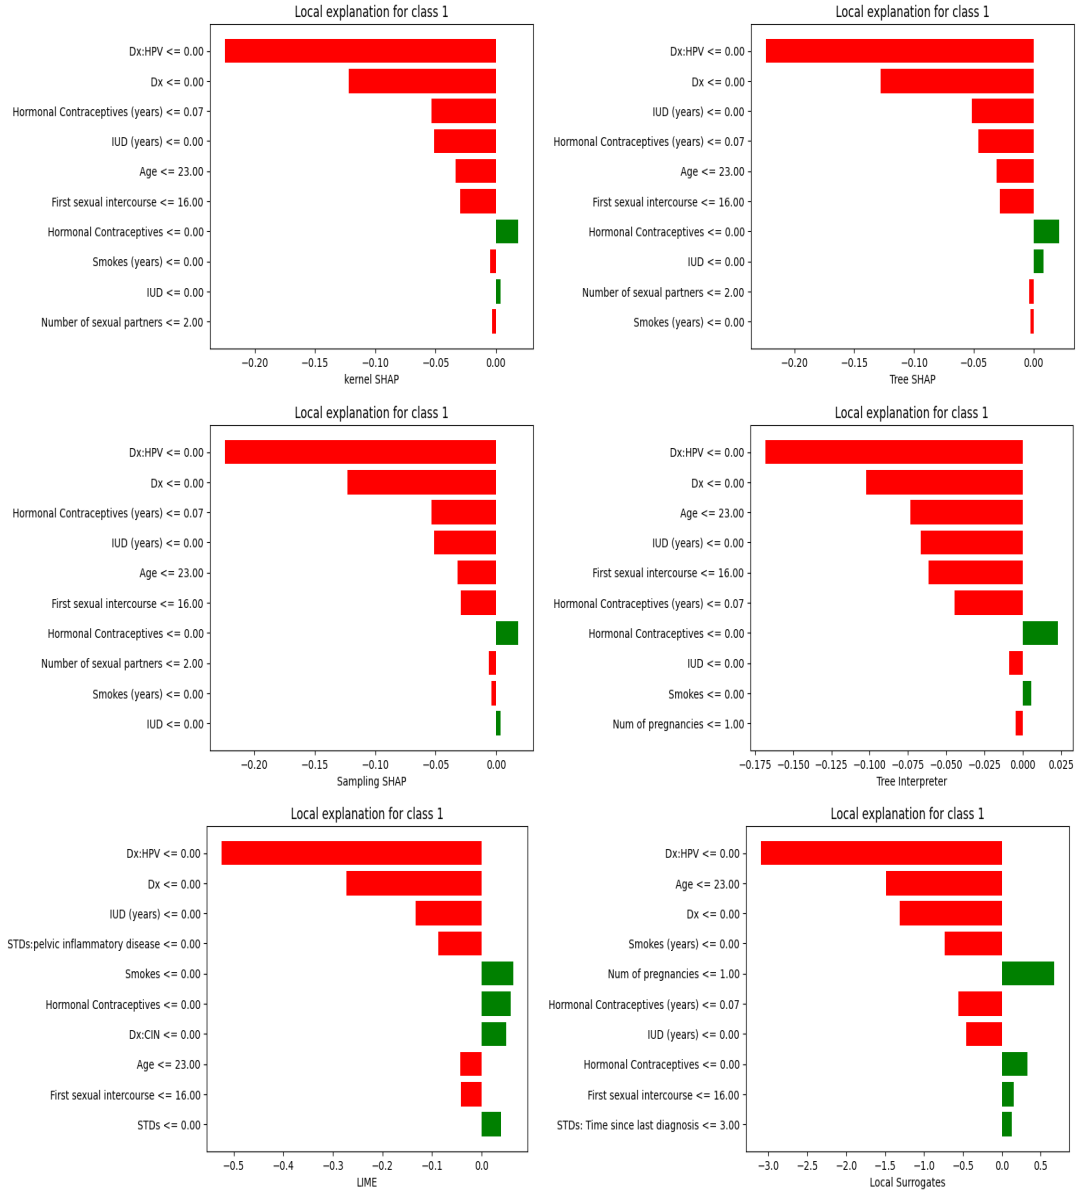 Local explanation for class 1
Dx:HPV <= 0.00
Dx <= 0.00
Hormonal Contraceptives (years) <= 0.07
IUD (years) <= 0.00
Age <= 23.00
First sexual intercourse <= 16.00
Hormonal Contraceptives <= 0.00
Smokes (years) <= 0.00
IUD <= 0.00
Number of sexual partners <= 2.00
−0.20 −0.15 −0.10 −0.05 0.00
kernel SHAP
Local explanation for class 1
Dx:HPV <= 0.00
Dx <= 0.00
IUD (years) <= 0.00
Hormonal Contraceptives (years) <= 0.07
Age <= 23.00
First sexual intercourse <= 16.00
Hormonal Contraceptives <= 0.00
IUD <= 0.00
Number of sexual partners <= 2.00
Smokes (years) <= 0.00
−0.20 −0.15 −0.10 −0.05 0.00
Tree SHAP
Local explanation for class 1
Dx:HPV <= 0.00
Dx <= 0.00
Hormonal Contraceptives (years) <= 0.07
IUD (years) <= 0.00
Age <= 23.00
First sexual intercourse <= 16.00
Hormonal Contraceptives <= 0.00
Number of sexual partners <= 2.00
Smokes (years) <= 0.00
IUD <= 0.00
−0.20 −0.15 −0.10 −0.05 0.00
Sampling SHAP
Local explanation for class 1
Dx:HPV <= 0.00
Dx <= 0.00
Age <= 23.00
IUD (years) <= 0.00
First sexual intercourse <= 16.00
Hormonal Contraceptives (years) <= 0.07
Hormonal Contraceptives <= 0.00
IUD <= 0.00
Smokes <= 0.00
Num of pregnancies <= 1.00
−0.175 −0.150 −0.125 −0.100 −0.075 −0.050 −0.025 0.000 0.025
Tree Interpreter
Local explanation for class 1
Dx:HPV <= 0.00
Dx <= 0.00
IUD (years) <= 0.00
STDs:pelvic inflammatory disease <= 0.00
Smokes <= 0.00
Hormonal Contraceptives <= 0.00
Dx:CIN <= 0.00
Age <= 23.00
First sexual intercourse <= 16.00
STDs <= 0.00
−0.5 −0.4 −0.3 −0.2 −0.1 0.0
LIME
Local explanation for class 1
Dx:HPV <= 0.00
Age <= 23.00
Dx <= 0.00
Smokes (years) <= 0.00
Num of pregnancies <= 1.00
Hormonal Contraceptives (years) <= 0.07
IUD (years) <= 0.00
Hormonal Contraceptives <= 0.00
First sexual intercourse <= 16.00
STDs: Time since last diagnosis <= 3.00
−3.0 −2.5 −2.0 −1.5 −1.0 −0.5 0.0 0.5
Local Surrogates